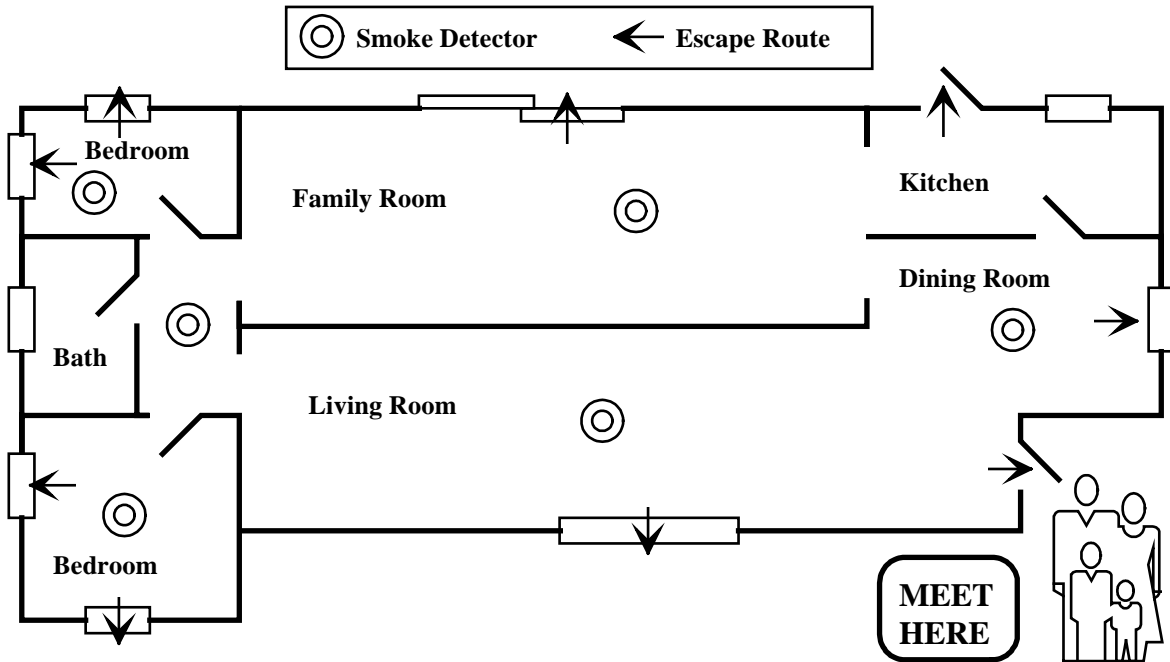 Smoke Detector
Escape Route
Bedroom
Family Room
Kitchen
Dining Room
Bath
Living Room
Bedroom
MEET
HERE